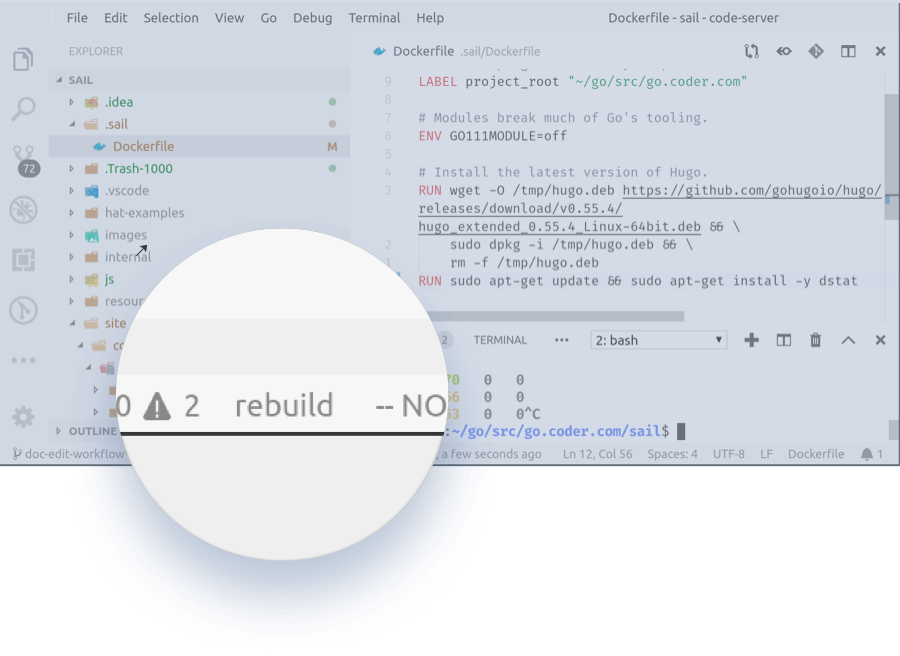 File Edit Selection View Go Debug Terminal Help Dockerfile - sail - code-server
EXPLORER
SAIL
.idea
.sail
Dockerfile M
.Trash-1000
72
.vscode
hat-examples
images
internal
js
site
OUTLINE
Dockerfile .sail/Dockerfile
9 LABEL project_root "~/go/src/go.coder.com"
8
7 # Modules break much of Go's tooling.
6 ENV GO111MODULE=off
5
4 # Install the latest version of Hugo.
3 RUN wget -O /tmp/hugo.deb https://github.com/gohugoio/hugo/
releases/download/v0.55.4/
hugo_extended_0.55.4_Linux-64bit.deb && \
2 sudo dpkg -i /tmp/hugo.deb && \
1 rm -f /tmp/hugo.deb
RUN sudo apt-get update && sudo apt-get install -y dstat
2 TERMINAL ••• 2: bash
0 0
0 0
0 0^C
:~/go/src/go.coder.com/sail$
0 2 rebuild -- NO
doc-edit-workflow , a few seconds ago Ln 12, Col 56 Spaces: 4 UTF-8 LF Dockerfile 1